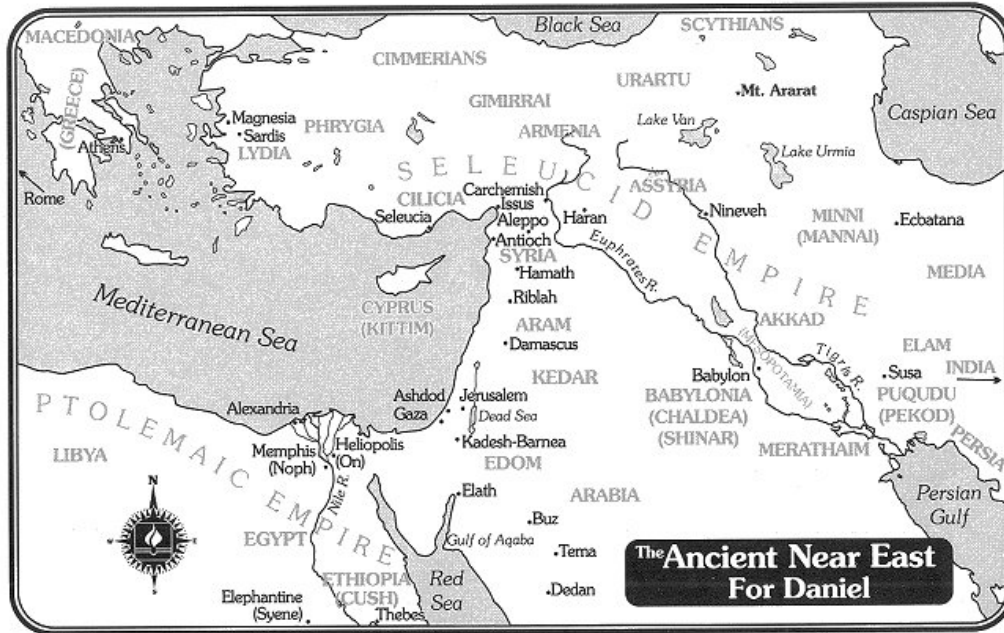 Black Sea
SCYTHIANS
MACEDONIA
CIMMERIANS
URARTU
Mt. Ararat
GIMIRRAI
Caspian Sea
(GREECE)
Magnesia
Sardis
PHRYGIA
Lake Van
ARMENIA
LYDIA
Athens
Lake Urmia
SELEUCID EMPIRE
ASSYRIA
Rome
CILICIA
Carchemish
Issus
Seleucia
Aleppo
Haran
Nineveh
MINNI
(MANNAI)
Ecbatana
Antioch
SYRIA
Euphrates R.
Hamath
MEDIA
Mediterranean Sea
CYPRUS
(KITTIM)
Riblah
ARAM
AKKAD
Damascus
(MESOPOTAMIA)
Tigris R.
ELAM
INDIA
KEDAR
Babylon
Susa
PTOLEMAIC EMPIRE
Alexandria
Ashdod
Gaza
Jerusalem
Dead Sea
BABYLONIA
(CHALDEA)
(SHINAR)
PUQUDU
(PEKOD)
PERSIA
LIBYA
Memphis
(Noph)
Heliopolis
(On)
Kadesh-Barnea
EDOM
MERATHAIM
Nile R.
N
W
E
S
Elath
ARABIA
Persian
Gulf
EGYPT
Buz
Gulf of Aqaba
Tema
ETHIOPIA
(CUSH)
Red
Sea
Dedan
Elephantine
(Syene)
Thebes
The Ancient Near East
For Daniel